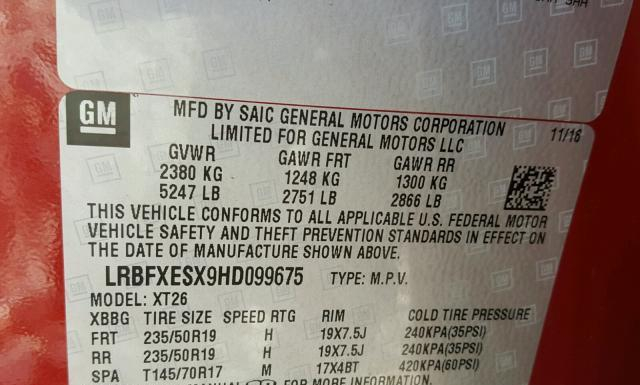 GM
MFD BY SAIC GENERAL MOTORS CORPORATION
LIMITED FOR GENERAL MOTORS LLC
11/16
GVWR GAWR FRT GAWR RR
2380 KG 1248 KG 1300 KG
5247 LB 2751 LB 2866 LB
THIS VEHICLE CONFORMS TO ALL APPLICABLE U.S. FEDERAL MOTOR
VEHICLE SAFETY AND THEFT PREVENTION STANDARDS IN EFFECT ON
THE DATE OF MANUFACTURE SHOWN ABOVE.
LRBFXESX9HD099675 TYPE: M.P.V.
MODEL: XT26
XBBG TIRE SIZE SPEED RTG RIM COLD TIRE PRESSURE
FRT 235/50R19 H 19X7.5J 240KPA(35PSI)
RR 235/50R19 H 19X7.5J 240KPA(35PSI)
SPA T145/70R17 M 17X4BT 420KPA(60PSI)
MANUAL FOR MORE INFORMATION.